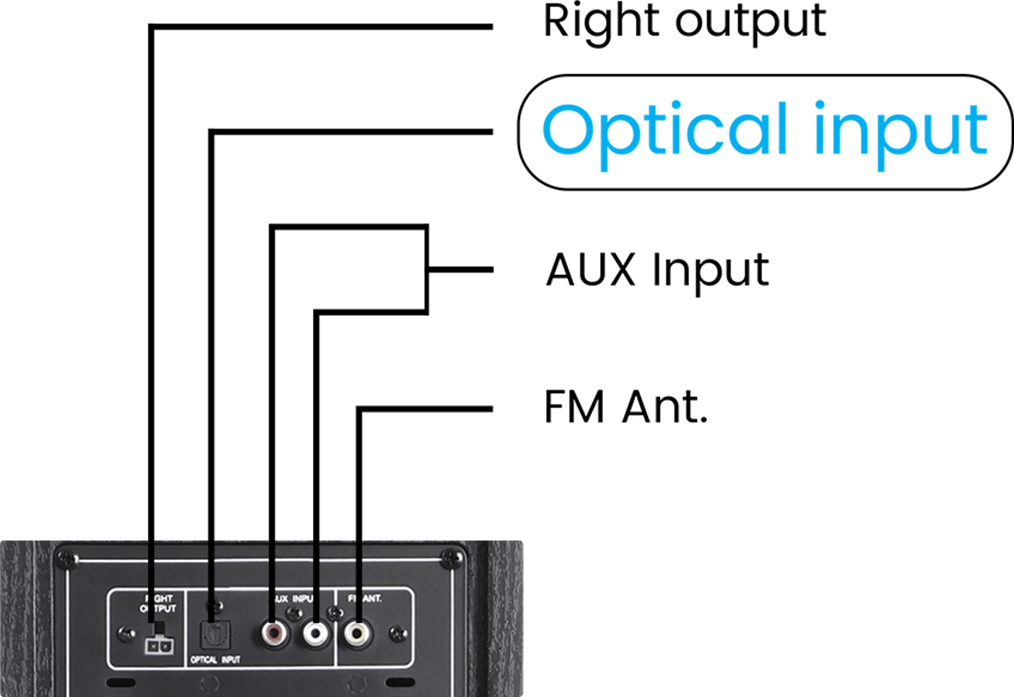 Right output
Optical input
AUX Input
FM Ant.
RIGHT
OUTPUT
AUX INPUT
FM ANT.
OPTICAL INPUT